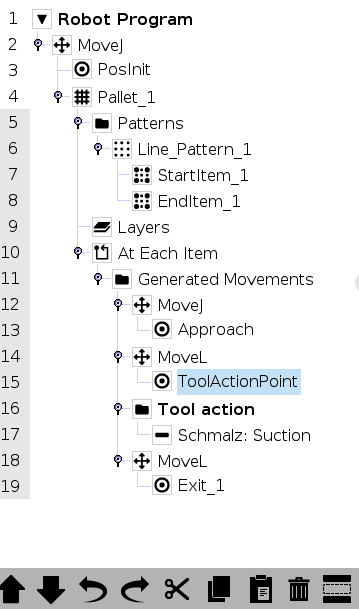 1 Robot Program
2 MoveJ
3 PosInit
4 Pallet_1
5 Patterns
6 Line_Pattern_1
7 StartItem_1
8 EndItem_1
9 Layers
10 At Each Item
11 Generated Movements
12 MoveJ
13 Approach
14 MoveL
15 ToolActionPoint
16 Tool action
17 Schmalz: Suction
18 MoveL
19 Exit_1